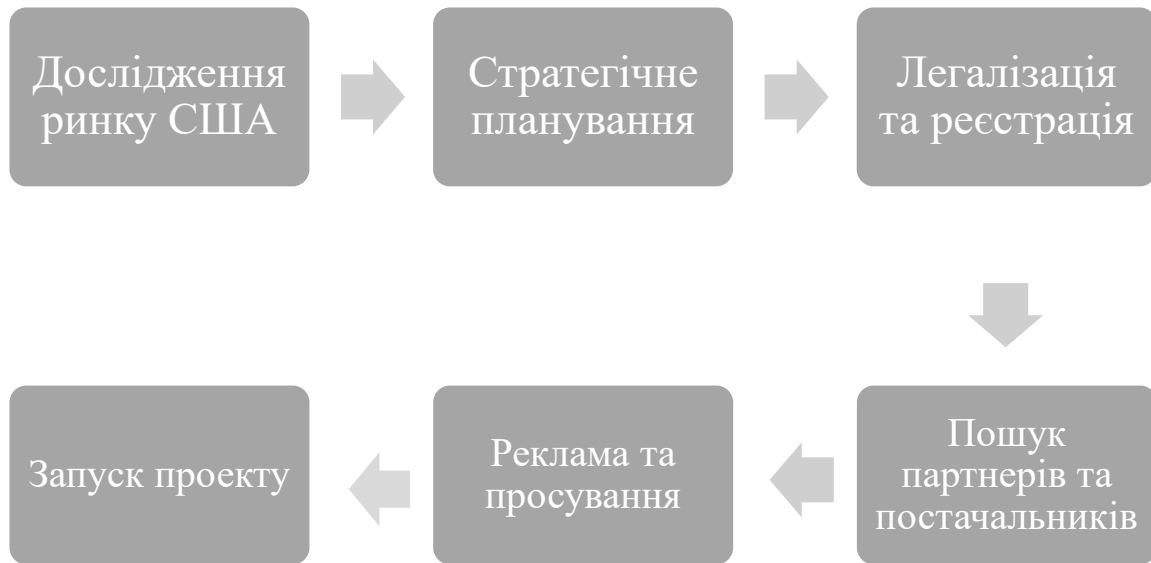 Дослідження
ринку США
Стратегічне
планування
Легалізація
та реєстрація
Пошук
партнерів та
постачальників
Реклама та
просування
Запуск проекту